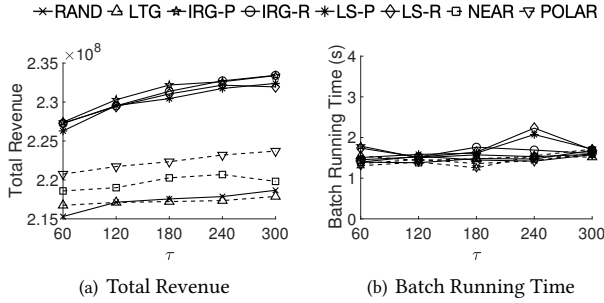 RAND LTG IRG-P IRG-R LS-P LS-R NEAR POLAR
×10^8
2.35
2.3
2.25
2.2
2.15
Total Revenue
60 120 180 240 300
τ
(a) Total Revenue
4
3
2
1
0
Batch Running Time (s)
60 120 180 240 300
τ
(b) Batch Running Time